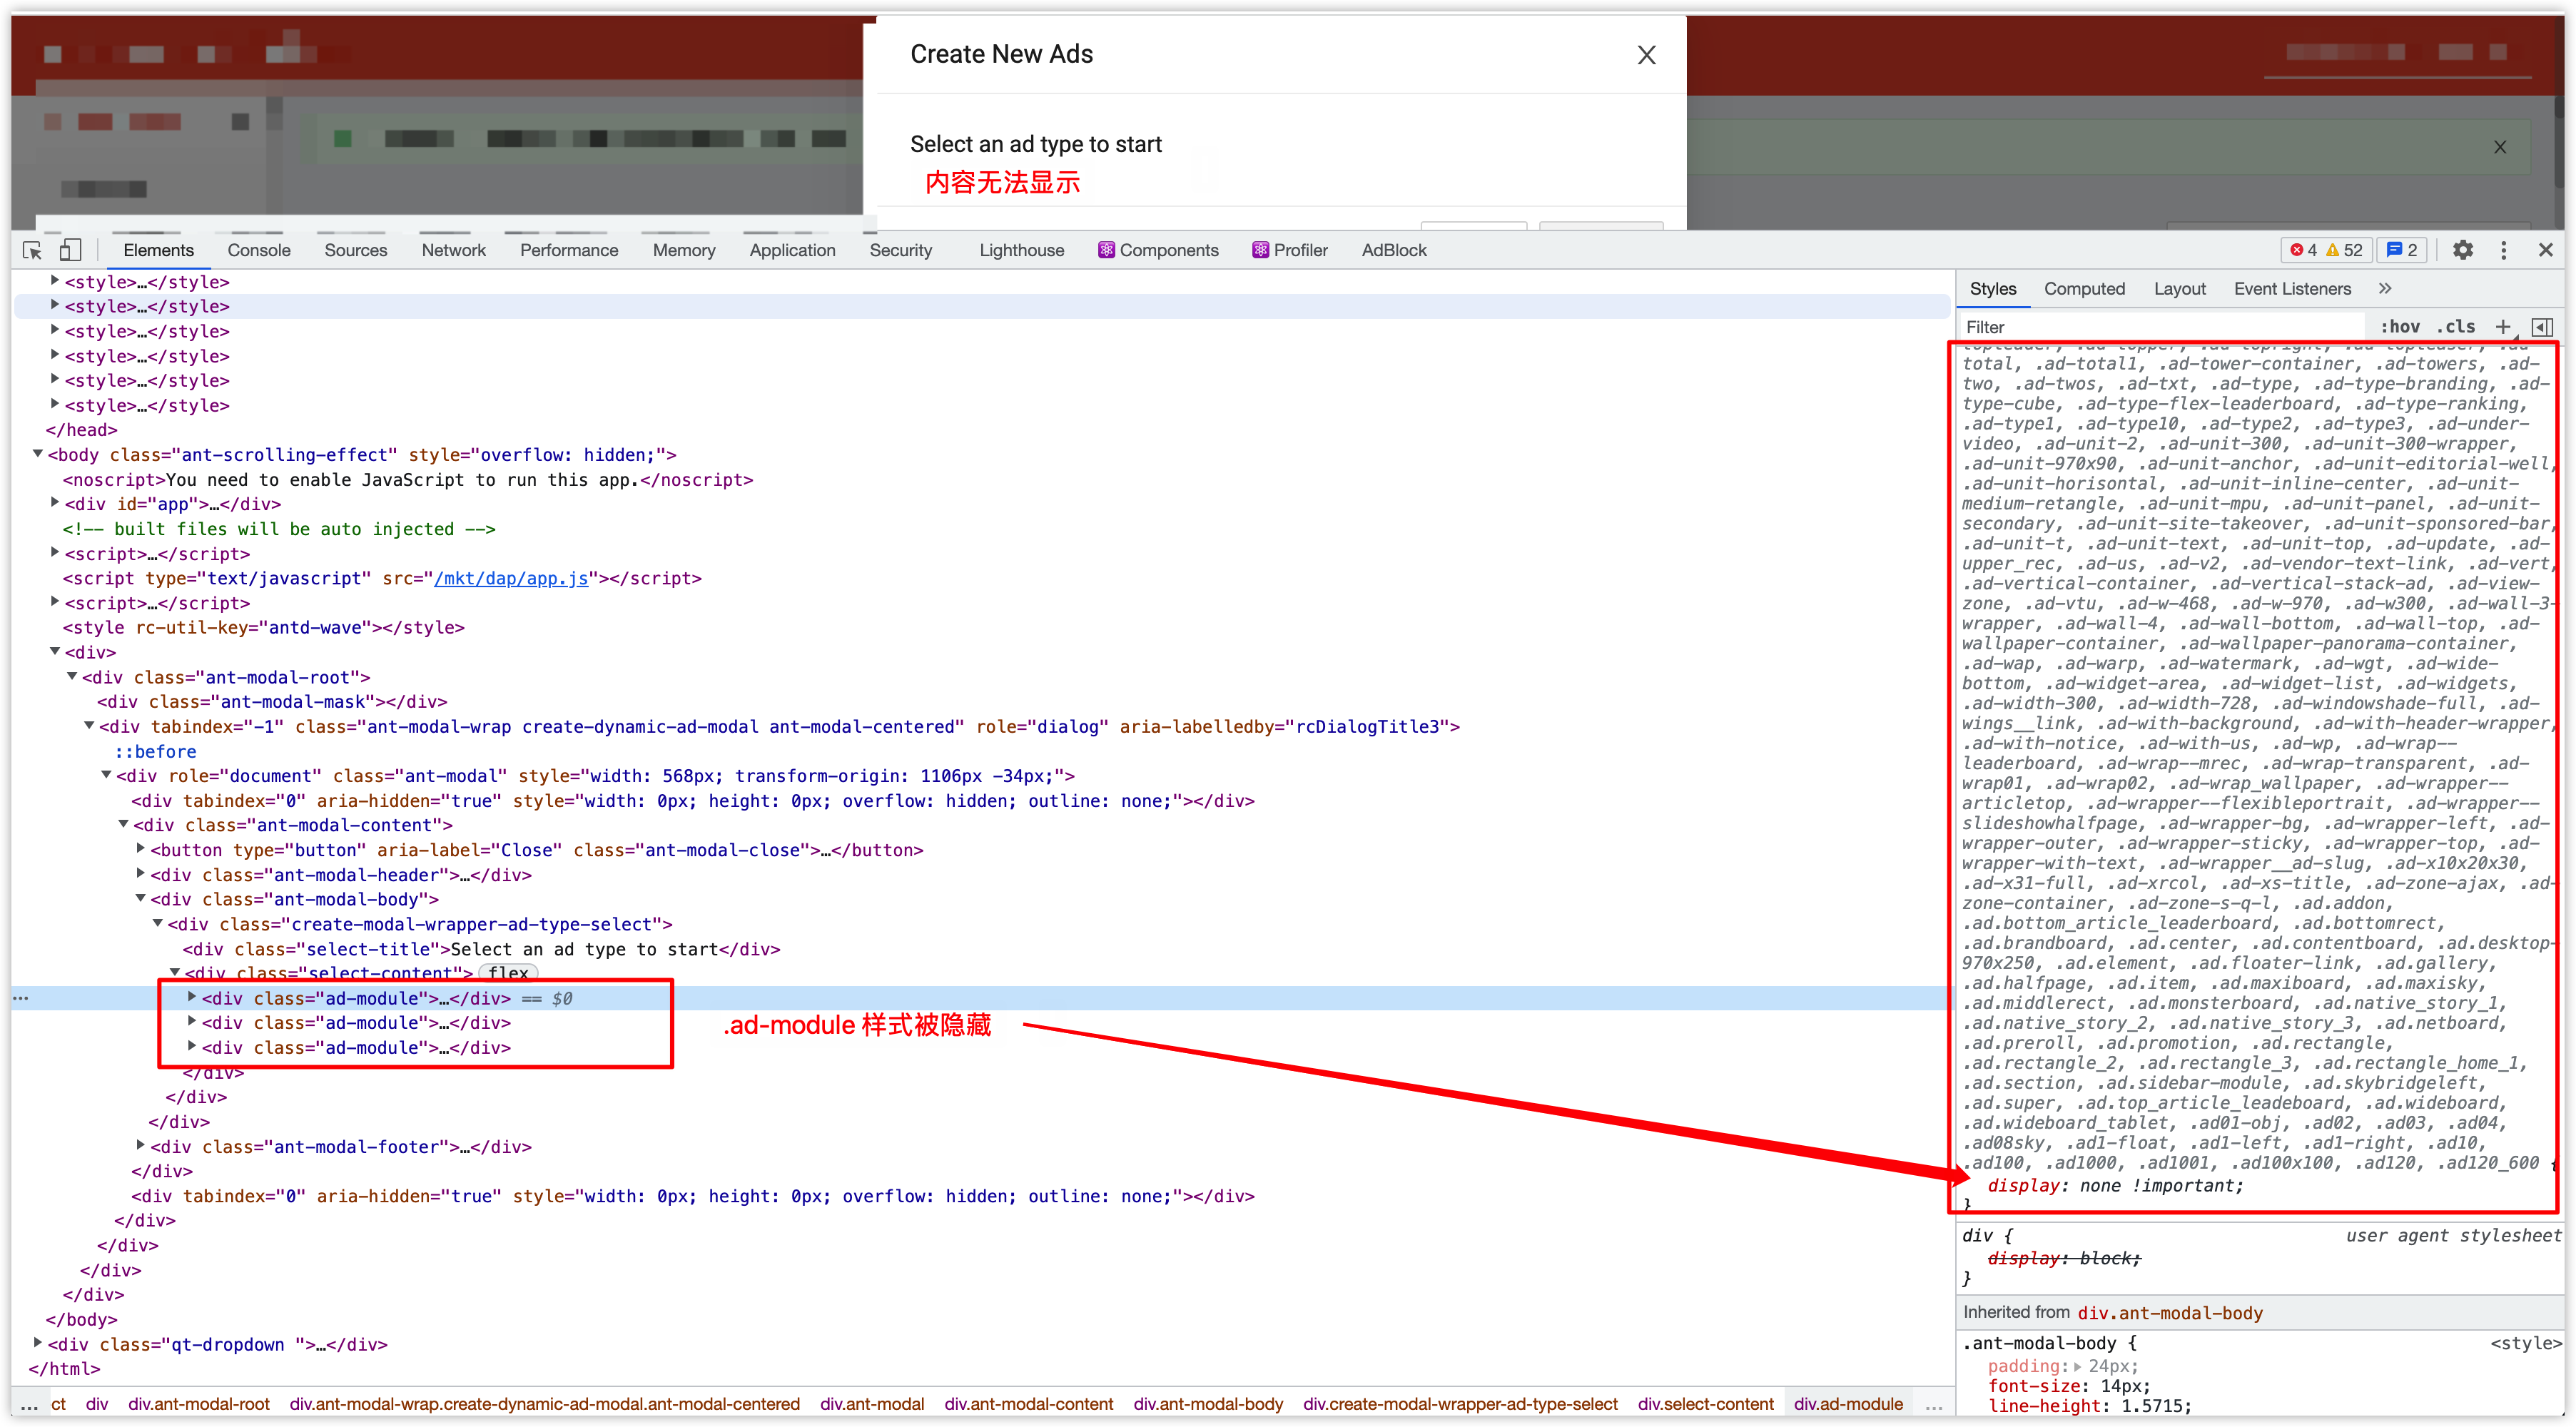 Create New Ads
Select an ad type to start
内容无法显示
Elements Console Sources Network Performance Memory Application Security Lighthouse Components Profiler AdBlock 4 52 2
<style>…</style>
<style>…</style>
<style>…</style>
<style>…</style>
<style>…</style>
<style>…</style>
</head>
<body class="ant-scrolling-effect" style="overflow: hidden;">
<noscript>You need to enable JavaScript to run this app.</noscript>
<div id="app">…</div>
<!-- built files will be auto injected -->
<script>…</script>
<script type="text/javascript" src="/mkt/dap/app.js"></script>
<script>…</script>
<style rc-util-key="antd-wave"></style>
<div>
<div class="ant-modal-root">
<div class="ant-modal-mask"></div>
<div tabindex="-1" class="ant-modal-wrap create-dynamic-ad-modal ant-modal-centered" role="dialog" aria-labelledby="rcDialogTitle3">
::before
<div role="document" class="ant-modal" style="width: 568px; transform-origin: 1106px -34px;">
<div tabindex="0" aria-hidden="true" style="width: 0px; height: 0px; overflow: hidden; outline: none;"></div>
<div class="ant-modal-content">
<button type="button" aria-label="Close" class="ant-modal-close">…</button>
<div class="ant-modal-header">…</div>
<div class="ant-modal-body">
<div class="create-modal-wrapper-ad-type-select">
<div class="select-title">Select an ad type to start</div>
<div class="select-content"> flex
… <div class="ad-module">…</div> == $0
<div class="ad-module">…</div>
<div class="ad-module">…</div>
.ad-module 样式被隐藏
</div>
</div>
</div>
<div class="ant-modal-footer">…</div>
</div>
<div tabindex="0" aria-hidden="true" style="width: 0px; height: 0px; overflow: hidden; outline: none;"></div>
</div>
</div>
</div>
</div>
</body>
<div class="qt-dropdown ">…</div>
</html>
… ct div div.ant-modal-root div.ant-modal-wrap.create-dynamic-ad-modal.ant-modal-centered div.ant-modal div.ant-modal-content div.ant-modal-body div.create-modal-wrapper-ad-type-select div.select-content div.ad-module …
Styles Computed Layout Event Listeners »
Filter :hov .cls +
topleader, .ad-topper, .ad-topright, .ad-topteaser, .ad-
total, .ad-total1, .ad-tower-container, .ad-towers, .ad-
two, .ad-twos, .ad-txt, .ad-type, .ad-type-branding, .ad-
type-cube, .ad-type-flex-leaderboard, .ad-type-ranking,
.ad-type1, .ad-type10, .ad-type2, .ad-type3, .ad-under-
video, .ad-unit-2, .ad-unit-300, .ad-unit-300-wrapper,
.ad-unit-970x90, .ad-unit-anchor, .ad-unit-editorial-well,
.ad-unit-horisontal, .ad-unit-inline-center, .ad-unit-
medium-retangle, .ad-unit-mpu, .ad-unit-panel, .ad-unit-
secondary, .ad-unit-site-takeover, .ad-unit-sponsored-bar,
.ad-unit-t, .ad-unit-text, .ad-unit-top, .ad-update, .ad-
upper_rec, .ad-us, .ad-v2, .ad-vendor-text-link, .ad-vert,
.ad-vertical-container, .ad-vertical-stack-ad, .ad-view-
zone, .ad-vtu, .ad-w-468, .ad-w-970, .ad-w300, .ad-wall-3-
wrapper, .ad-wall-4, .ad-wall-bottom, .ad-wall-top, .ad-
wallpaper-container, .ad-wallpaper-panorama-container,
.ad-wap, .ad-warp, .ad-watermark, .ad-wgt, .ad-wide-
bottom, .ad-widget-area, .ad-widget-list, .ad-widgets,
.ad-width-300, .ad-width-728, .ad-windowshade-full, .ad-
wings__link, .ad-with-background, .ad-with-header-wrapper,
.ad-with-notice, .ad-with-us, .ad-wp, .ad-wrap--
leaderboard, .ad-wrap--mrec, .ad-wrap-transparent, .ad-
wrap01, .ad-wrap02, .ad-wrap_wallpaper, .ad-wrapper--
articletop, .ad-wrapper--flexibleportrait, .ad-wrapper--
slideshowhalfpage, .ad-wrapper-bg, .ad-wrapper-left, .ad-
wrapper-outer, .ad-wrapper-sticky, .ad-wrapper-top, .ad-
wrapper-with-text, .ad-wrapper__ad-slug, .ad-x10x20x30,
.ad-x31-full, .ad-xrcol, .ad-xs-title, .ad-zone-ajax, .ad-
zone-container, .ad-zone-s-q-l, .ad.addon,
.ad.bottom_article_leaderboard, .ad.bottomrect,
.ad.brandboard, .ad.center, .ad.contentboard, .ad.desktop-
970x250, .ad.element, .ad.floater-link, .ad.gallery,
.ad.halfpage, .ad.item, .ad.maxiboard, .ad.maxisky,
.ad.middlerect, .ad.monsterboard, .ad.native_story_1,
.ad.native_story_2, .ad.native_story_3, .ad.netboard,
.ad.preroll, .ad.promotion, .ad.rectangle,
.ad.rectangle_2, .ad.rectangle_3, .ad.rectangle_home_1,
.ad.section, .ad.sidebar-module, .ad.skybridgeleft,
.ad.super, .ad.top_article_leadeboard, .ad.wideboard,
.ad.wideboard_tablet, .ad01-obj, .ad02, .ad03, .ad04,
.ad08sky, .ad1-float, .ad1-left, .ad1-right, .ad10,
.ad100, .ad1000, .ad1001, .ad100x100, .ad120, .ad120_600 {
display: none !important;
}
div { user agent stylesheet
display: block;
}
Inherited from div.ant-modal-body
.ant-modal-body { <style>
padding: 24px;
font-size: 14px;
line-height: 1.5715;